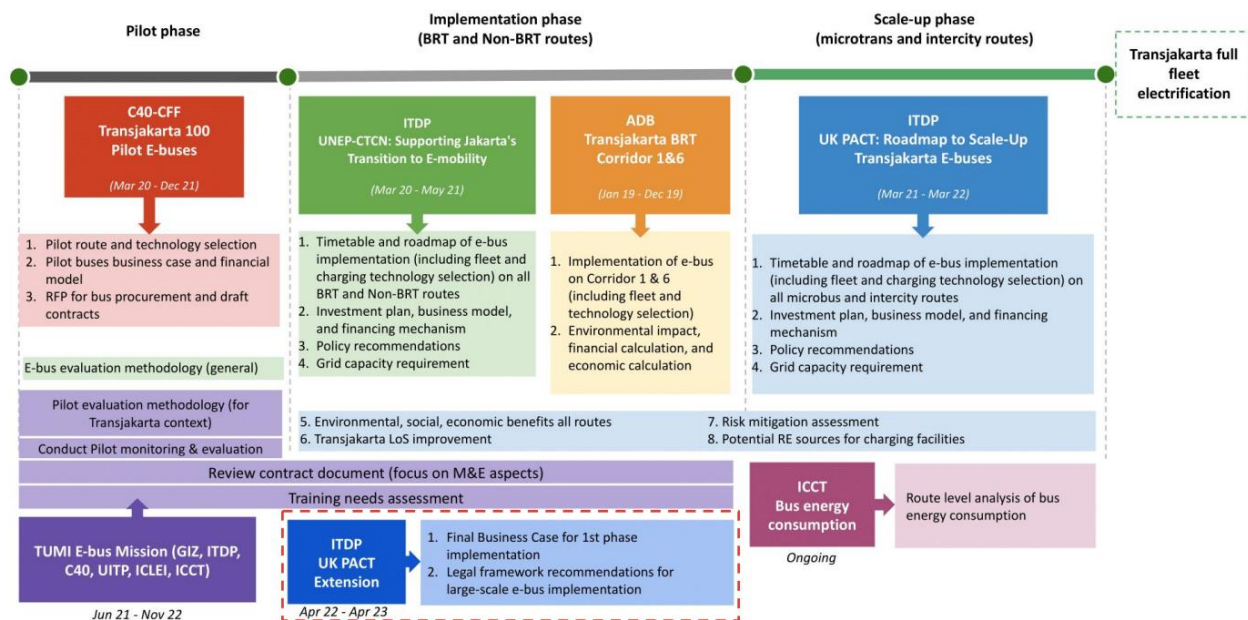 Pilot phase
Implementation phase
(BRT and Non-BRT routes)
Scale-up phase
(microtrans and intercity routes)
Transjakarta full
fleet
electrification
C40-CFF
Transjakarta 100
Pilot E-buses
(Mar 20 - Dec 21)
ITDP
UNEP-CTCN: Supporting Jakarta's
Transition to E-mobility
(Mar 20 - May 21)
ADB
Transjakarta BRT
Corridor 1&6
(Jan 19 - Dec 19)
ITDP
UK PACT: Roadmap to Scale-Up
Transjakarta E-buses
(Mar 21 - Mar 22)
1. Pilot route and technology selection
2. Pilot buses business case and financial
model
3. RFP for bus procurement and draft
contracts
1. Timetable and roadmap of e-bus
implementation (including fleet and
charging technology selection) on all
BRT and Non-BRT routes
2. Investment plan, business model,
and financing mechanism
3. Policy recommendations
4. Grid capacity requirement
1. Implementation of e-bus
on Corridor 1 & 6
(including fleet and
technology selection)
2. Environmental impact,
financial calculation, and
economic calculation
1. Timetable and roadmap of e-bus implementation
(including fleet and charging technology selection) on
all microbus and intercity routes
2. Investment plan, business model, and financing
mechanism
3. Policy recommendations
4. Grid capacity requirement
E-bus evaluation methodology (general)
Pilot evaluation methodology (for
Transjakarta context)
Conduct Pilot monitoring & evaluation
5. Environmental, social, economic benefits all routes
6. Transjakarta LoS improvement
7. Risk mitigation assessment
8. Potential RE sources for charging facilities
Review contract document (focus on M&E aspects)
Training needs assessment
TUMI E-bus Mission (GIZ, ITDP,
C40, UITP, ICLEI, ICCT)
Jun 21 - Nov 22
ITDP
UK PACT
Extension
Apr 22 - Apr 23
1. Final Business Case for 1st phase
implementation
2. Legal framework recommendations for
large-scale e-bus implementation
ICCT
Bus energy
consumption
Ongoing
Route level analysis of bus
energy consumption